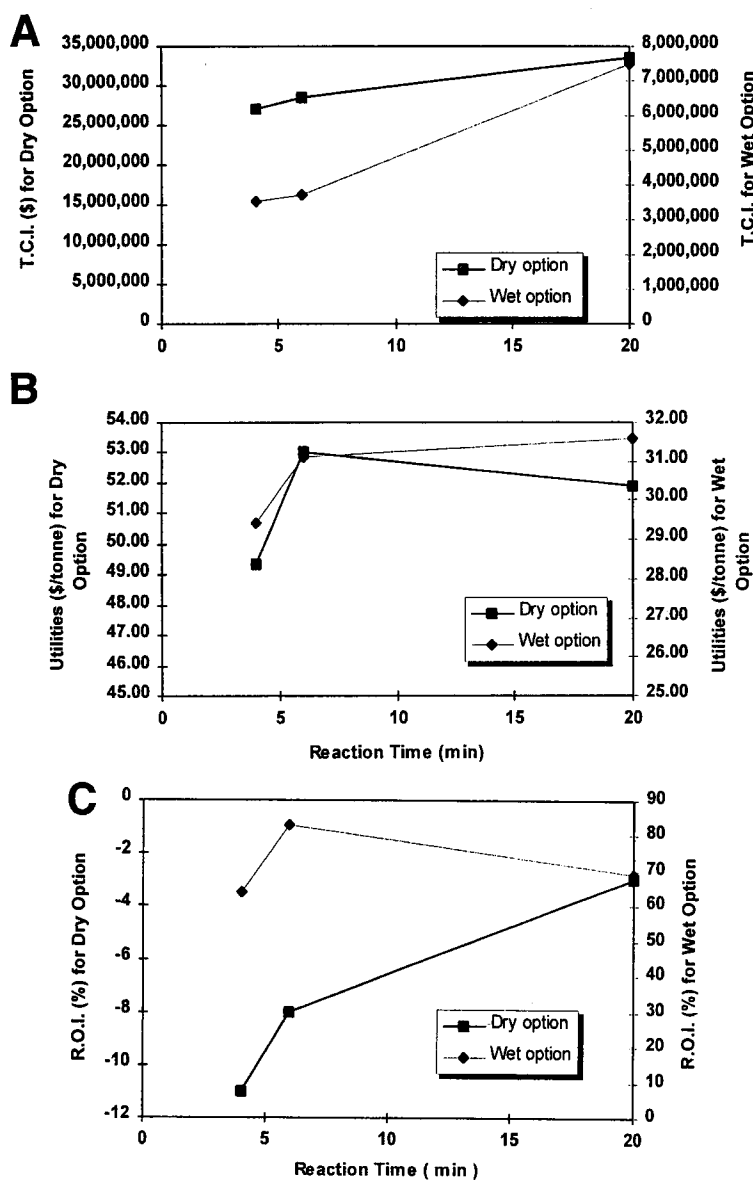 A
T.C.I. ($) for Dry Option
35,000,000
30,000,000
25,000,000
20,000,000
15,000,000
10,000,000
5,000,000
0
8,000,000
7,000,000
6,000,000
5,000,000
4,000,000
3,000,000
2,000,000
1,000,000
0
T.C.I. for Wet Option
Dry option
Wet option
0 5 10 15 20
B
Utilities ($/tonne) for Dry
Option
54.00
53.00
52.00
51.00
50.00
49.00
48.00
47.00
46.00
45.00
32.00
31.00
30.00
29.00
28.00
27.00
26.00
25.00
Utilities ($/tonne) for Wet
Option
Dry option
Wet option
0 5 10 15 20
Reaction Time (min)
C
R.O.I. (%) for Dry Option
0
-2
-4
-6
-8
-10
-12
90
80
70
60
50
40
30
20
10
0
R.O.I. (%) for Wet Option
Dry option
Wet option
0 5 10 15 20
Reaction Time ( min )